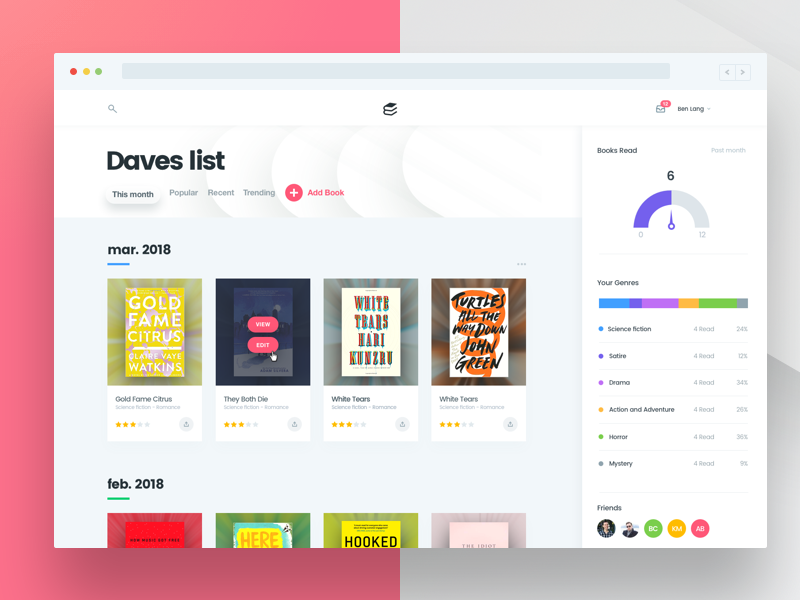 12
Ben Lang
Daves list
This month
Popular
Recent
Trending
Add Book
mar. 2018
GOLD
FAME
CITRUS
CLAIRE VAYE
WATKINS
VIEW
EDIT
WHITE
TEARS
HARI
KUNZRU
TURTLES
ALL THE
WAY DOWN
JOHN
GREEN
Gold Fame Citrus
Science fiction – Romance
They Both Die
Science fiction – Romance
White Tears
Science fiction – Romance
White Tears
Science fiction – Romance
feb. 2018
HERE
HOOKED
THE IDIOT
Books Read
Past month
6
0
12
Your Genres
Science fiction 4 Read 24%
Satire 4 Read 12%
Drama 4 Read 34%
Action and Adventure 4 Read 26%
Horror 4 Read 36%
Mystery 4 Read 9%
Friends
BC
KM
AB